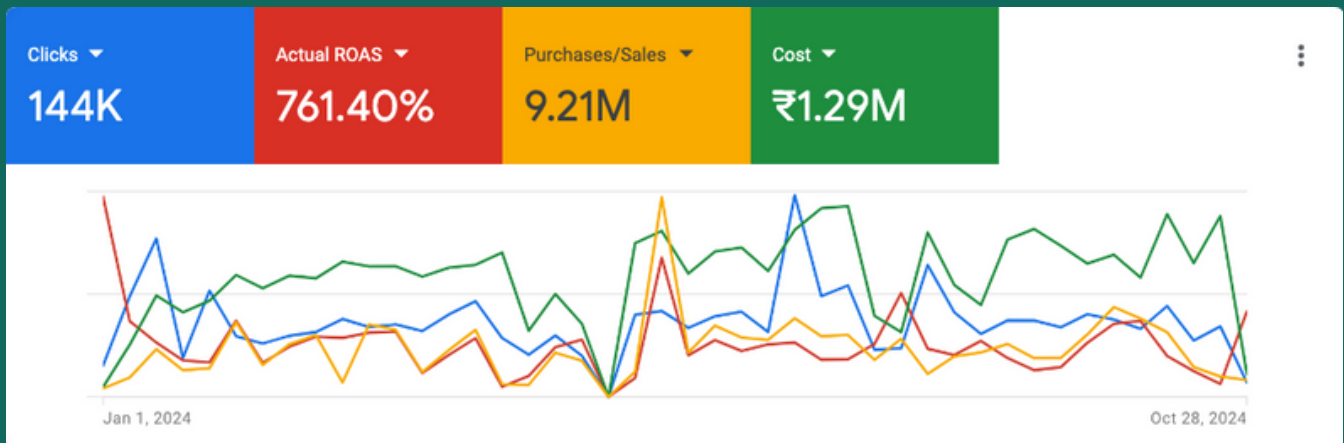 Clicks
144K
Actual ROAS
761.40%
Purchases/Sales
9.21M
Cost
₹1.29M
Jan 1, 2024
Oct 28, 2024